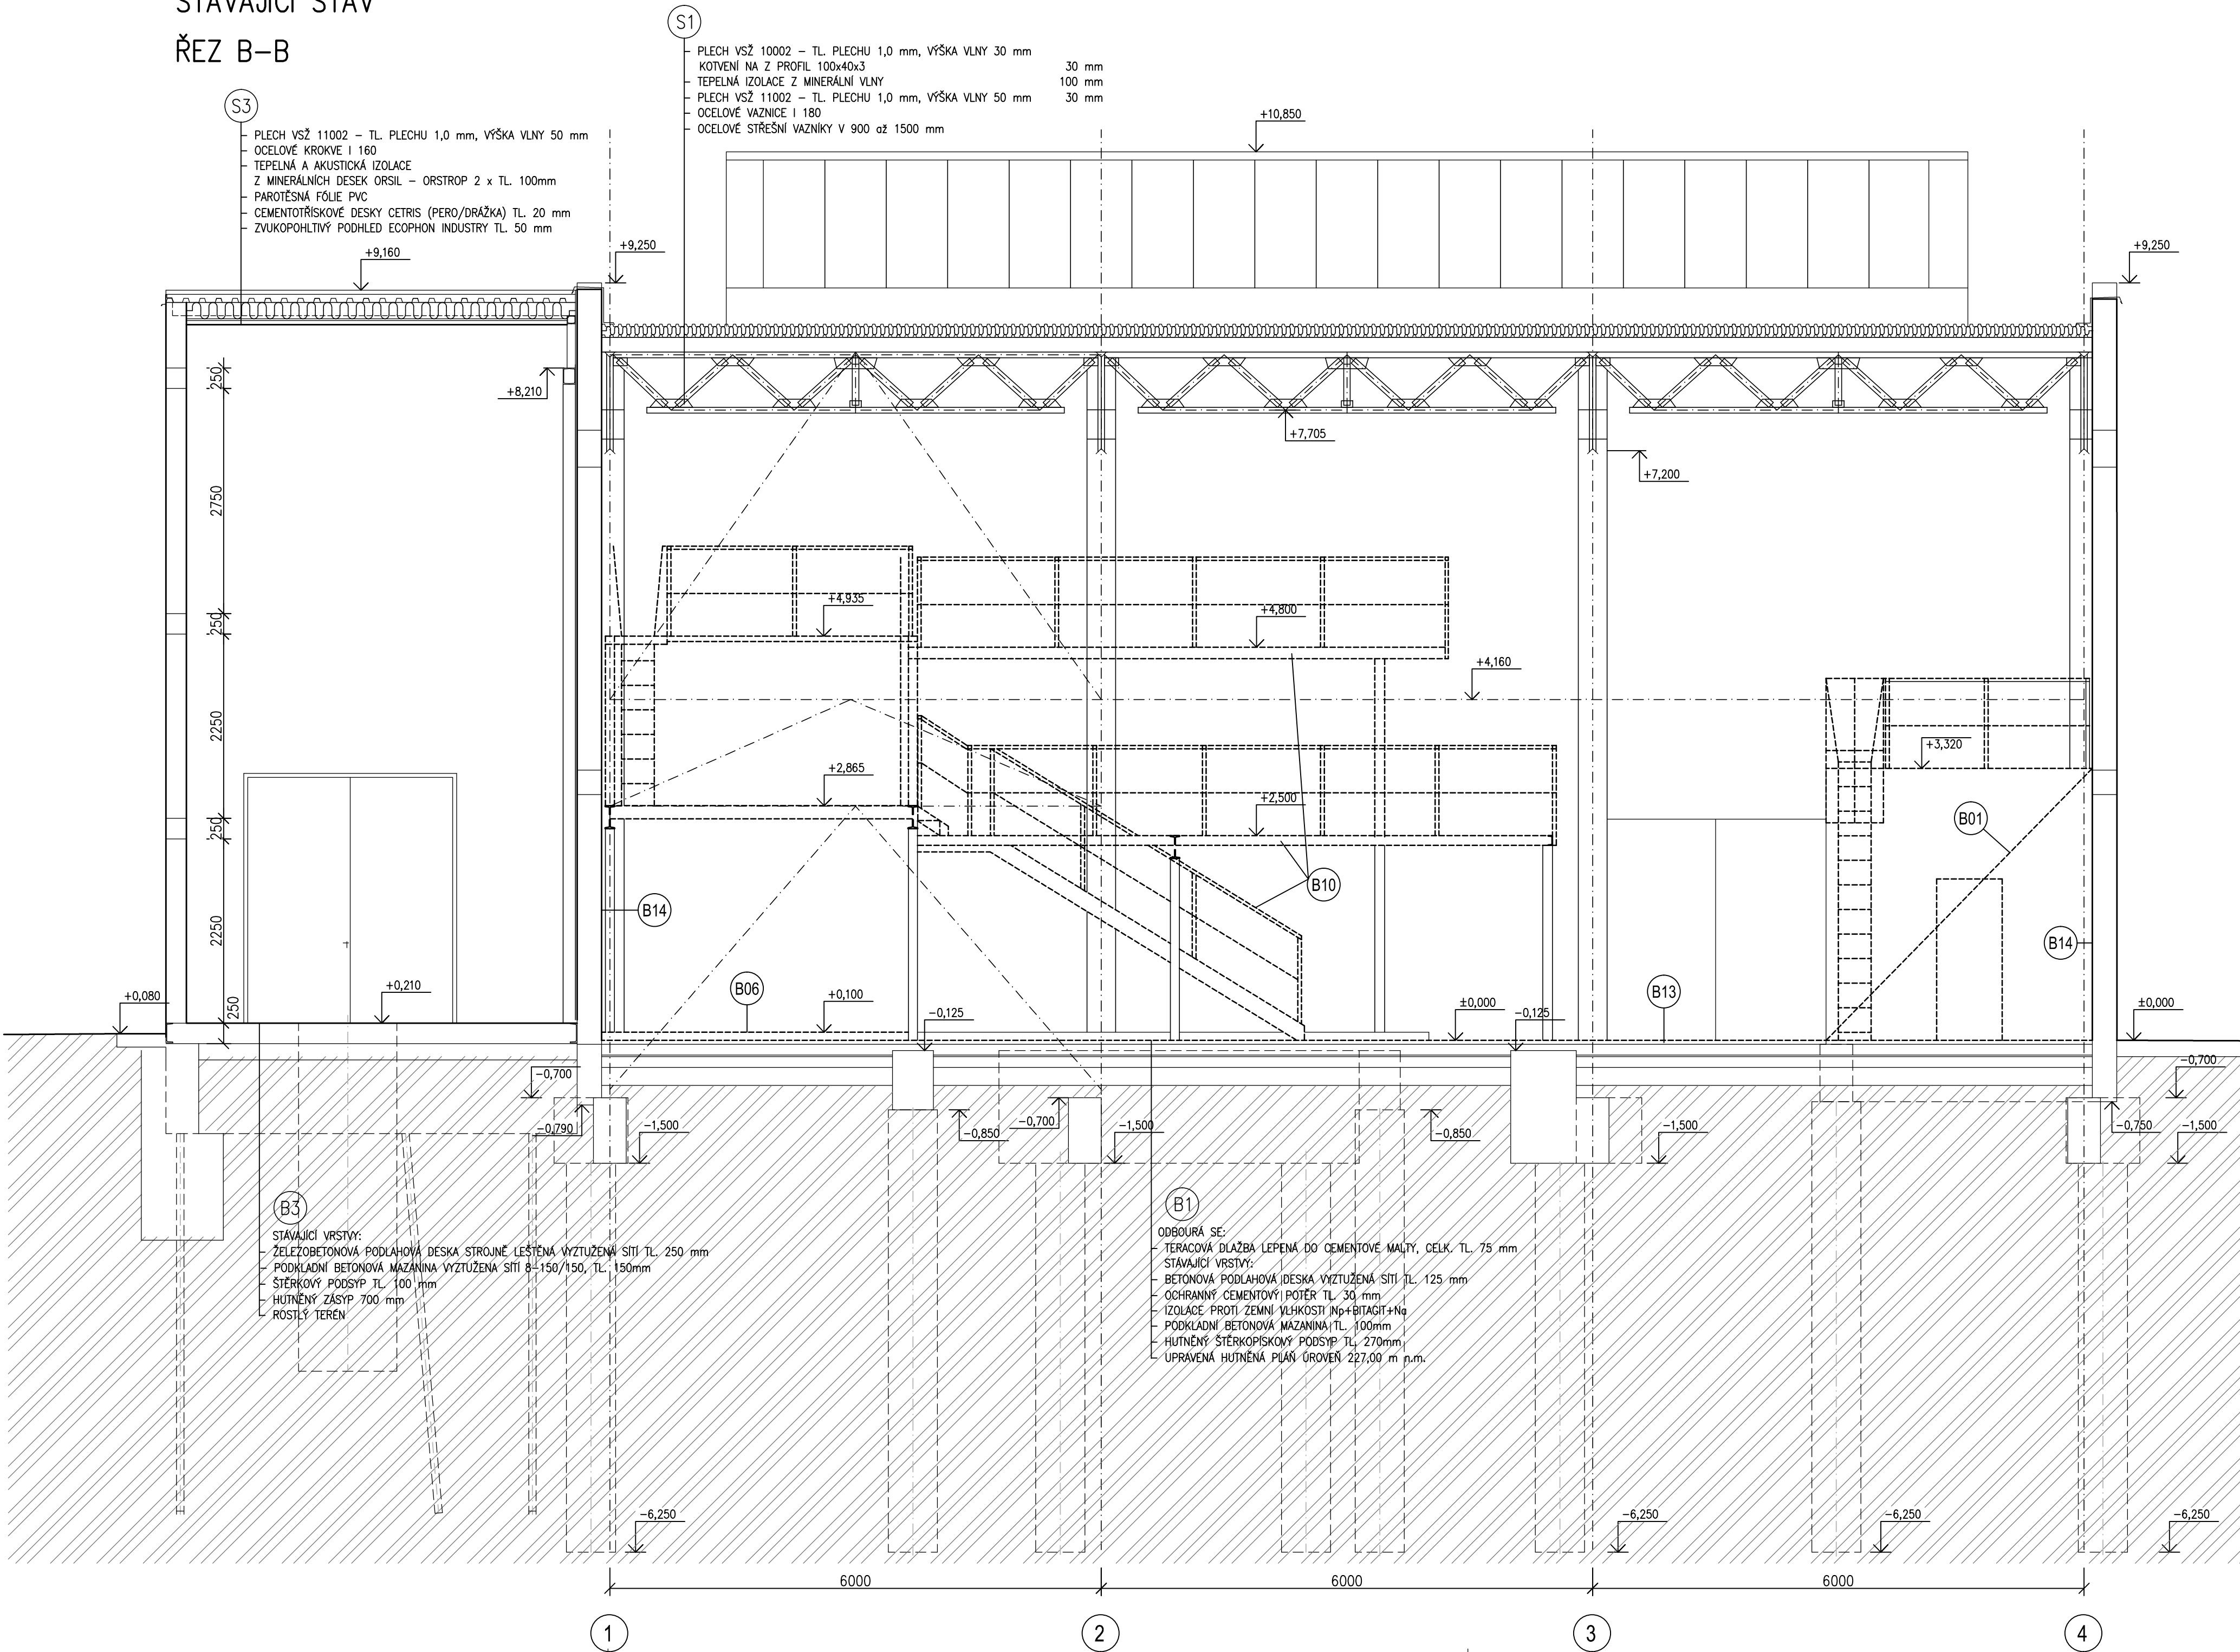 STÁVAJÍCÍ STAV
ŘEZ B–B
S1
PLECH VSŽ 10002 – TL. PLECHU 1,0 mm, VÝŠKA VLNY 30 mm
KOTVENÍ NA Z PROFIL 100x40x3 30 mm
TEPELNÁ IZOLACE Z MINERÁLNÍ VLNY 100 mm
PLECH VSŽ 11002 – TL. PLECHU 1,0 mm, VÝŠKA VLNY 50 mm 30 mm
OCELOVÉ VAZNICE I 180
OCELOVÉ STŘEŠNÍ VAZNÍKY V 900 až 1500 mm
S3
PLECH VSŽ 11002 – TL. PLECHU 1,0 mm, VÝŠKA VLNY 50 mm
OCELOVÉ KROKVE I 160
TEPELNÁ A AKUSTICKÁ IZOLACE
Z MINERÁLNÍCH DESEK ORSIL – ORSTROP 2 x TL. 100mm
PAROTĚSNÁ FÓLIE PVC
CEMENTOTŘÍSKOVÉ DESKY CETRIS (PERO/DRÁŽKA) TL. 20 mm
ZVUKOPOHLTIVÝ PODHLED ECOPHON INDUSTRY TL. 50 mm
+10,850
+9,160
+9,250
+9,250
250
+8,210
+7,705
+7,200
2750
+4,935
+4,800
250
+4,160
2250
+3,320
+2,865
+2,500
250
B01
B10
B14
2250
B14
B06
B13
+0,080
+0,210
250
+0,100
–0,125
±0,000
–0,125
±0,000
–0,700
–0,790
–1,500
–0,850
–0,700
–1,500
–0,850
–1,500
–0,700
–0,750
–1,500
B3
STÁVAJÍCÍ VRSTVY:
ŽELEZOBETONOVÁ PODLAHOVÁ DESKA STROJNĚ LEŠTĚNÁ VYZTUŽENÁ SÍTÍ TL. 250 mm
PODKLADNÍ BETONOVÁ MAZANINA VYZTUŽENA SÍTÍ 8–150/150, TL. 150mm
ŠTĚRKOVÝ PODSYP TL. 100 mm
HUTNĚNÝ ZÁSYP 700 mm
ROSTLÝ TERÉN
B1
ODBOURÁ SE:
TERACOVÁ DLAŽBA LEPENÁ DO CEMENTOVÉ MALTY, CELK. TL. 75 mm
STÁVAJÍCÍ VRSTVY:
BETONOVÁ PODLAHOVÁ DESKA VYZTUŽENÁ SÍTÍ TL. 125 mm
OCHRANNÝ CEMENTOVÝ POTĚR TL. 30 mm
IZOLACE PROTI ZEMNÍ VLHKOSTI Np+BITAGIT+Na
PODKLADNÍ BETONOVÁ MAZANINA TL. 100mm
HUTNĚNÝ ŠTĚRKOPÍSKOVÝ PODSYP TL. 270mm
UPRAVENÁ HUTNĚNÁ PLÁŇ ÚROVEŇ 227,00 m n.m.
–6,250
–6,250
–6,250
–6,250
6000
6000
6000
1
2
3
4